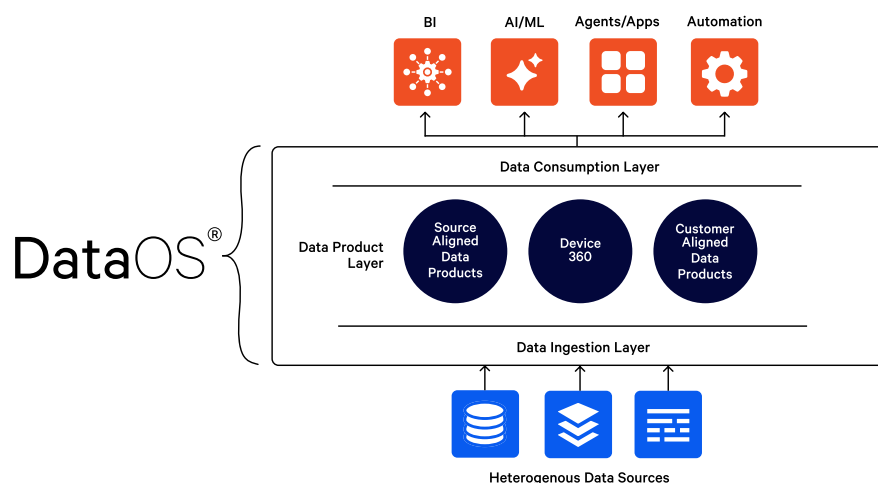 BI
AI/ML
Agents/Apps
Automation
Data Consumption Layer
DataOS®
Data Product
Layer
Source
Aligned
Data
Products
Device
360
Customer
Aligned
Data
Products
Data Ingestion Layer
Heterogenous Data Sources